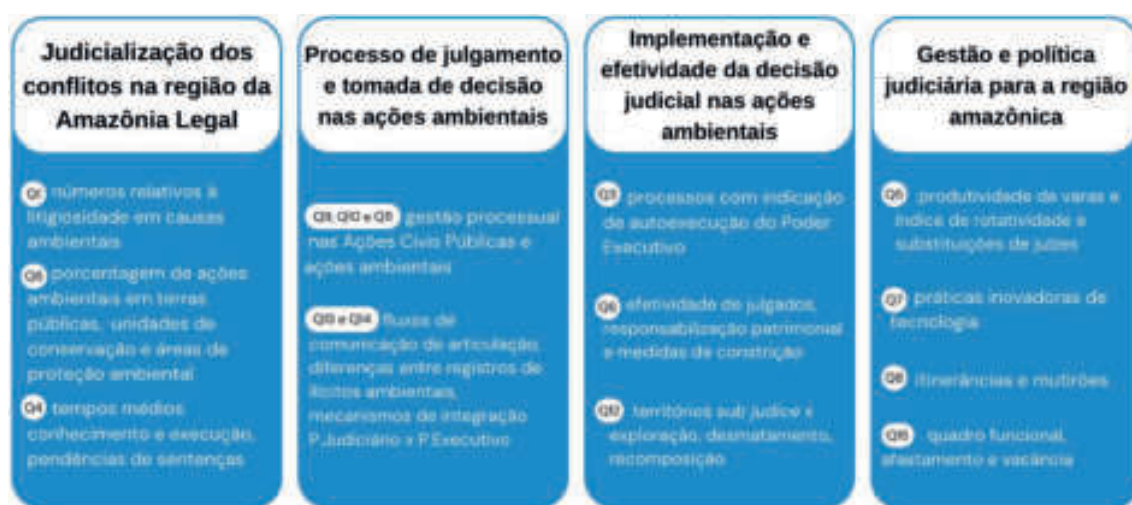 Judicialização dos
conflitos na região da
Amazônia Legal
números relativos à
litigiosidade em causas
ambientais
porcentagem de ações
ambientais em terras
públicas, unidades de
conservação e áreas de
proteção ambiental
Q4 tempos médios
conhecimento e execução,
pendências de sentenças
Processo de julgamento
e tomada de decisão
nas ações ambientais
gestão processual
nas Ações Civis Públicas e
ações ambientais
Q13 e Q14 fluxos de
comunicação de articulação,
diferenças entre registros de
ilícitos ambientais,
mecanismos de integração
P.Judiciário x P.Executivo
Implementação e
efetividade da decisão
judicial nas ações
ambientais
processos com indicação
de autoexecução do Poder
Executivo
efetividade de julgados,
responsabilização patrimonial
e medidas de constrição
Q12 territórios sub judice x
exploração, desmatamento,
recomposição
Gestão e política
judiciária para a região
amazônica
produtividade de varas e
índice de rotatividade e
substituições de juízes
Q7 práticas inovadoras de
tecnologia
itinerâncias e mutirões
Q15 quadro funcional,
afastamento e vacância